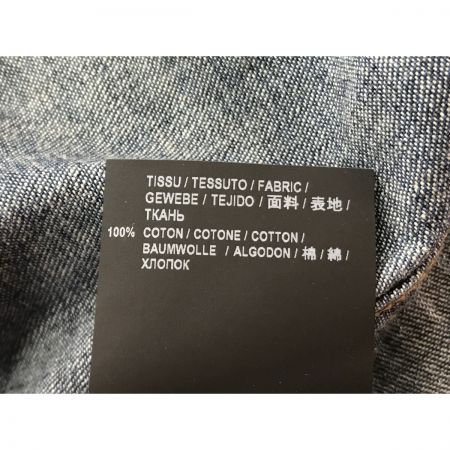 TISSU / TESSUTO / FABRIC /
GEWEBE / TEJIDO / 面料 / 表地 /
ТКАНЬ
100% COTON / COTONE / COTTON /
BAUMWOLLE / ALGODON / 棉 / 綿 /
ХЛОПОК